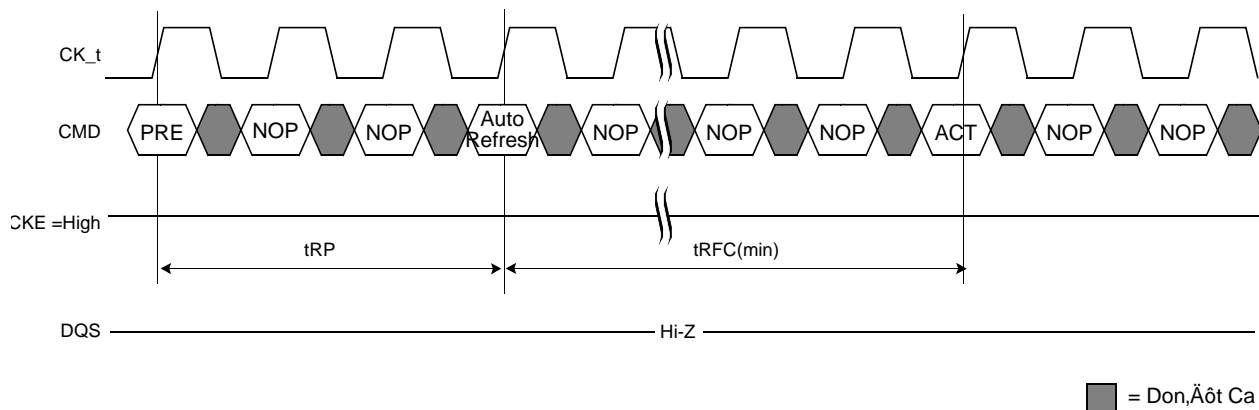 CK_t
CMD PRE NOP NOP Auto Refresh NOP NOP NOP ACT NOP NOP
CKE =High
tRP tRFC(min)
DQS Hi-Z
= Don‚Äôt Ca